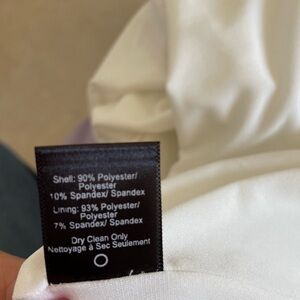 Shell: 90% Polyester/
Polyester
10% Spandex/ Spandex
Lining: 93% Polyester/
Polyester
7% Spandex/ Spandex
Dry Clean Only
Nettoyage à Sec Seulement